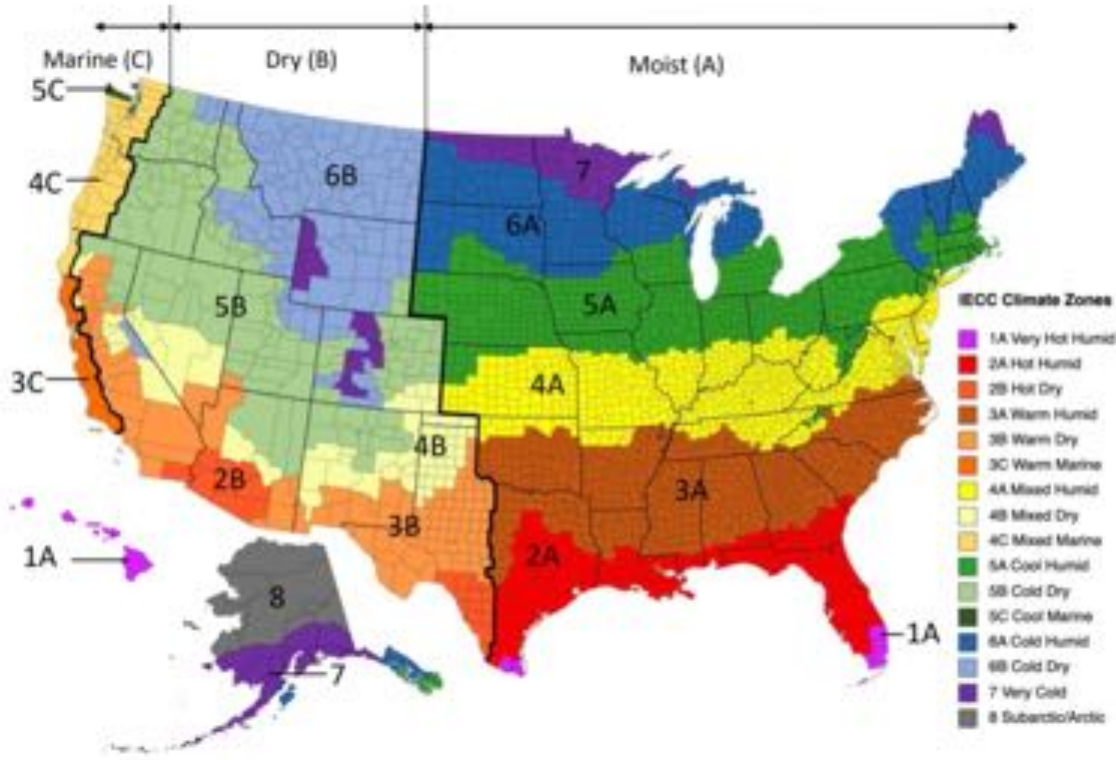 Marine (C)
Dry (B)
Moist (A)
5C
4C
6B
7
6A
5B
5A
3C
4A
4B
2B
3A
3B
2A
1A
8
1A
7
IECC Climate Zones
1A Very Hot Humid
2A Hot Humid
2B Hot Dry
3A Warm Humid
3B Warm Dry
3C Warm Marine
4A Mixed Humid
4B Mixed Dry
4C Mixed Marine
5A Cool Humid
5B Cold Dry
5C Cool Marine
6A Cold Humid
6B Cold Dry
7 Very Cold
8 Subarctic/Arctic